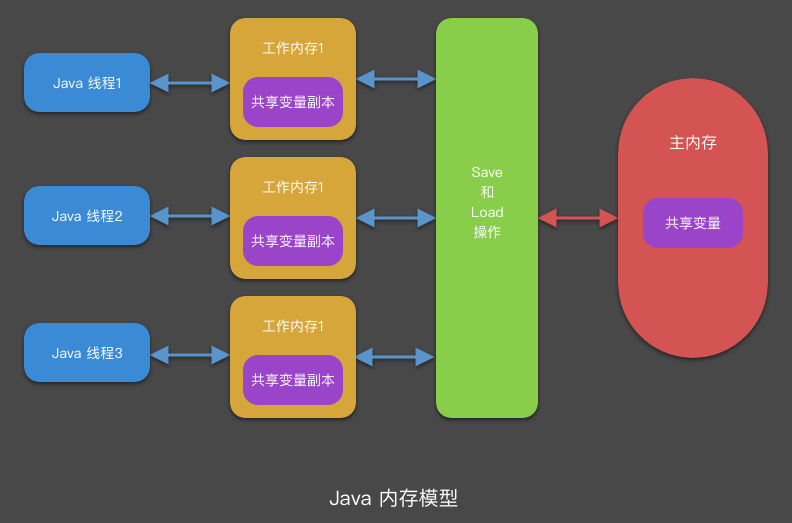 Java 线程1
工作内存1
共享变量副本
Java 线程2
工作内存1
共享变量副本
Java 线程3
工作内存1
共享变量副本
Save
和
Load
操作
主内存
共享变量
Java 内存模型